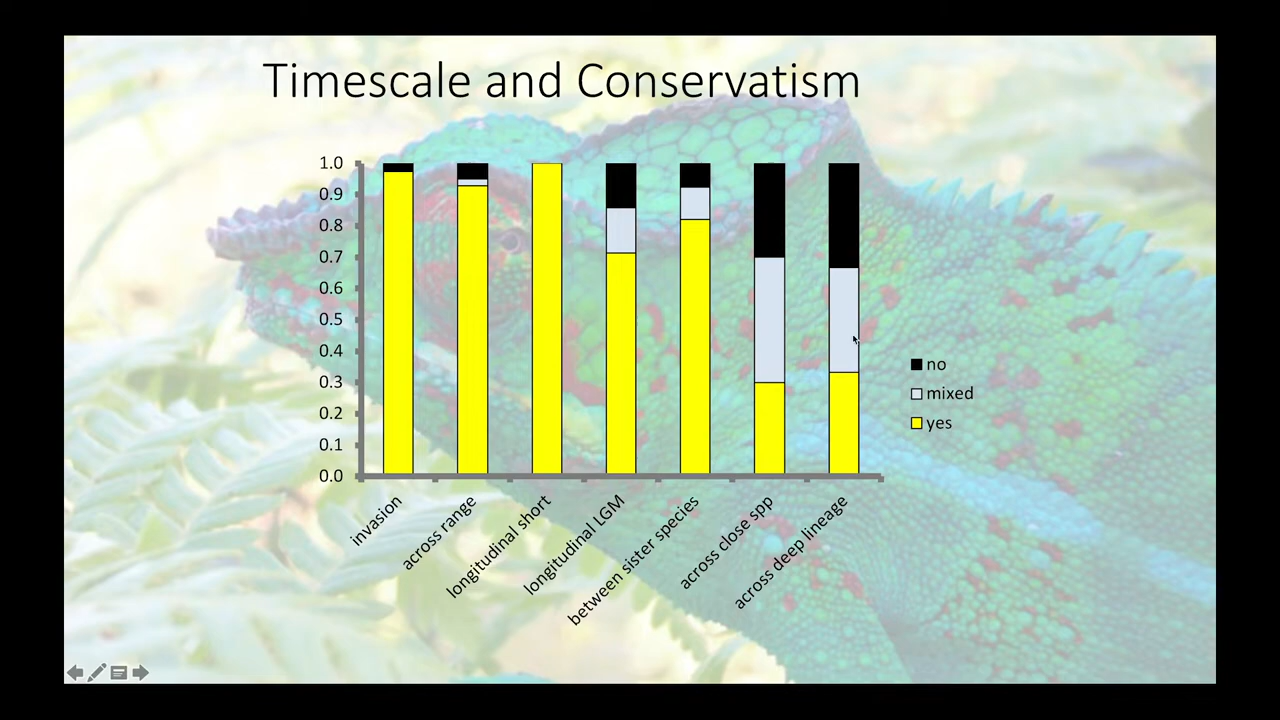 Timescale and Conservatism
1.0
0.9
0.8
0.7
0.6
0.5
0.4
0.3
0.2
0.1
0.0
invasion
across range
longitudinal short
longitudinal LGM
between sister species
across close spp
across deep lineage
no
mixed
yes